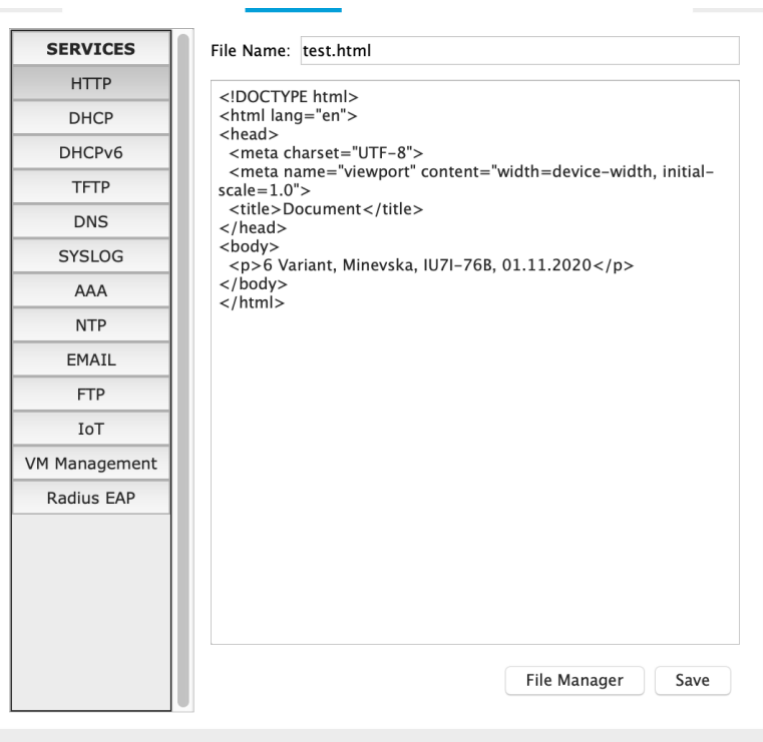 SERVICES
HTTP
DHCP
DHCPv6
TFTP
DNS
SYSLOG
AAA
NTP
EMAIL
FTP
IoT
VM Management
Radius EAP
File Name: test.html
<!DOCTYPE html>
<html lang="en">
<head>
<meta charset="UTF-8">
<meta name="viewport" content="width=device-width, initial-
scale=1.0">
<title>Document</title>
</head>
<body>
<p>6 Variant, Minevska, IU7I-76B, 01.11.2020</p>
</body>
</html>
File Manager
Save